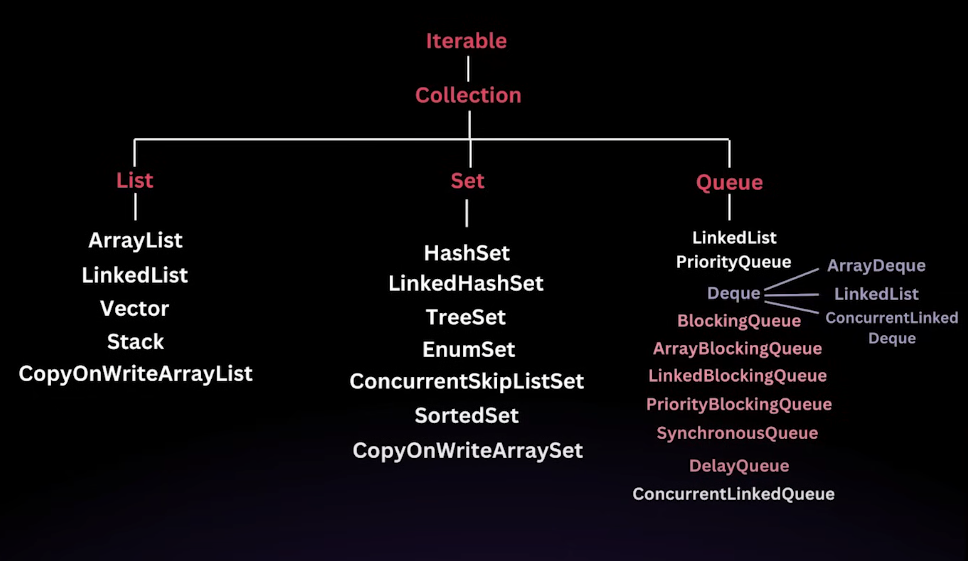 Iterable
Collection
List
Set
Queue
ArrayList
LinkedList
Vector
Stack
CopyOnWriteArrayList
HashSet
LinkedHashSet
TreeSet
EnumSet
ConcurrentSkipListSet
SortedSet
CopyOnWriteArraySet
LinkedList
PriorityQueue
Deque
ArrayDeque
LinkedList
ConcurrentLinked
Deque
BlockingQueue
ArrayBlockingQueue
LinkedBlockingQueue
PriorityBlockingQueue
SynchronousQueue
DelayQueue
ConcurrentLinkedQueue